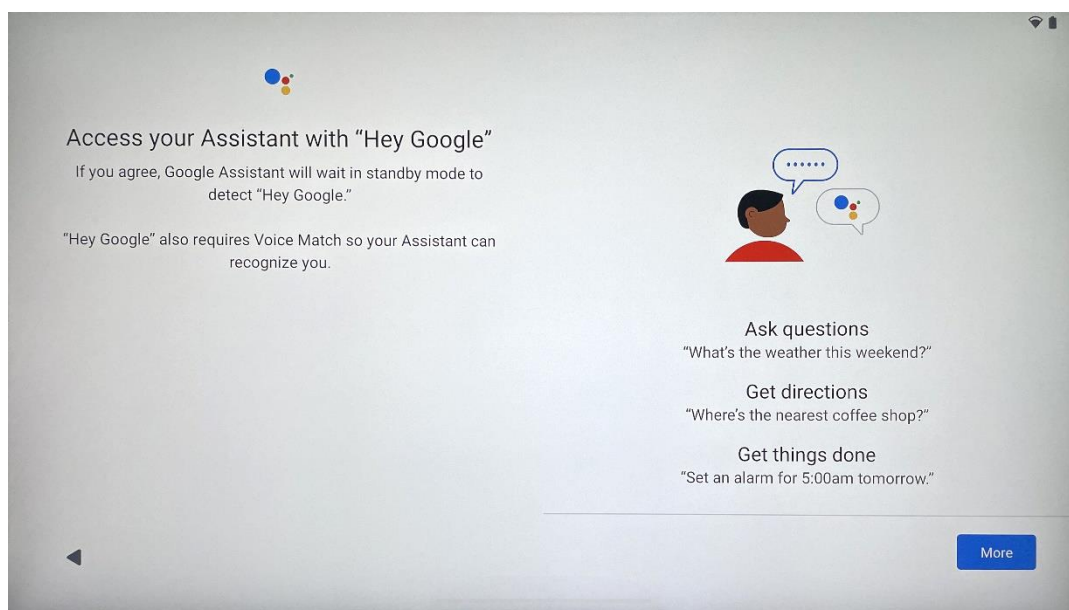 Access your Assistant with “Hey Google”
If you agree, Google Assistant will wait in standby mode to
detect “Hey Google.”
“Hey Google” also requires Voice Match so your Assistant can
recognize you.
Ask questions
“What’s the weather this weekend?”
Get directions
“Where’s the nearest coffee shop?”
Get things done
“Set an alarm for 5:00am tomorrow.”
More